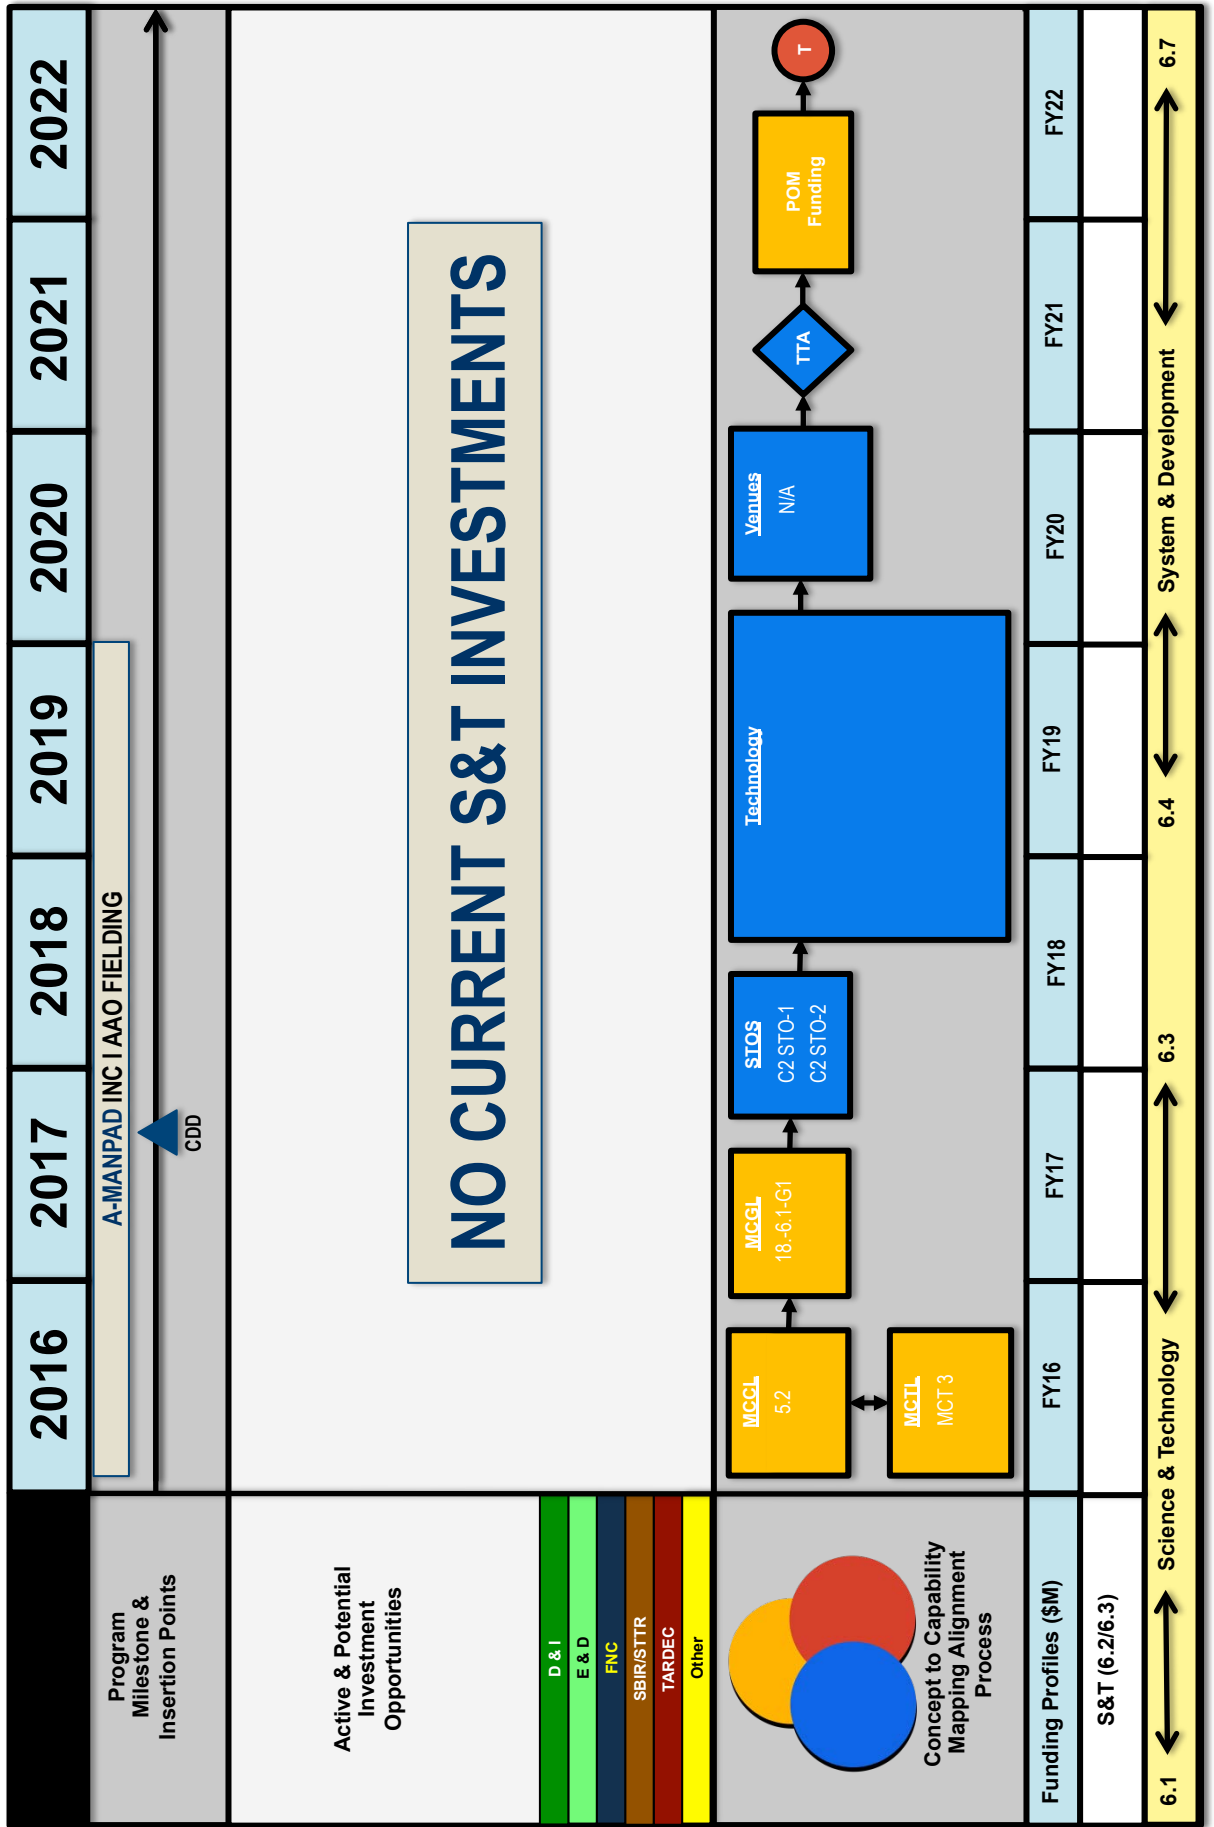 2016 2017 2018 2019 2020 2021 2022
Program
Milestone &
Insertion Points
A-MANPAD INC I AAO FIELDING
CDD
Active & Potential
Investment
Opportunities
NO CURRENT S&T INVESTMENTS
D & I
E & D
FNC
SBIR/STTR
TARDEC
Other
Concept to Capability
Mapping Alignment
Process
MCCL
5.2
MCTL
MCT 3
MCGL
18.-6.1-G1
STOS
C2 STO-1
C2 STO-2
Technology
Venues
N/A
TTA
POM
Funding
T
Funding Profiles ($M) FY16 FY17 FY18 FY19 FY20 FY21 FY22
S&T (6.2/6.3)
6.1 Science & Technology 6.3 6.4 System & Development 6.7